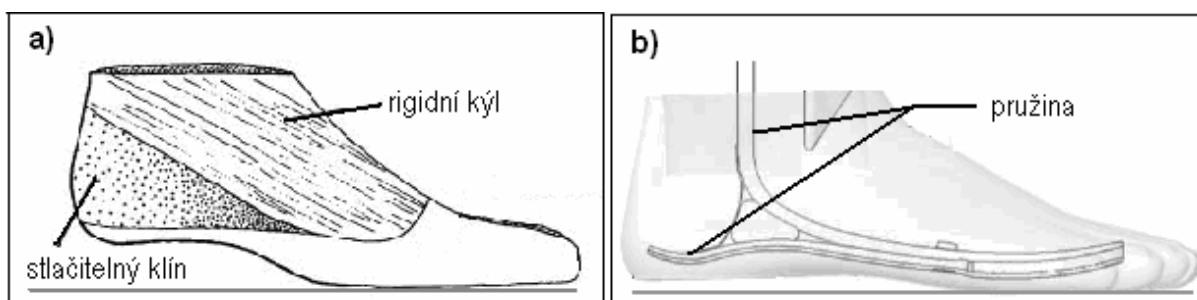 a)
rigidní kýl
stlačitelný klín
b)
pružina